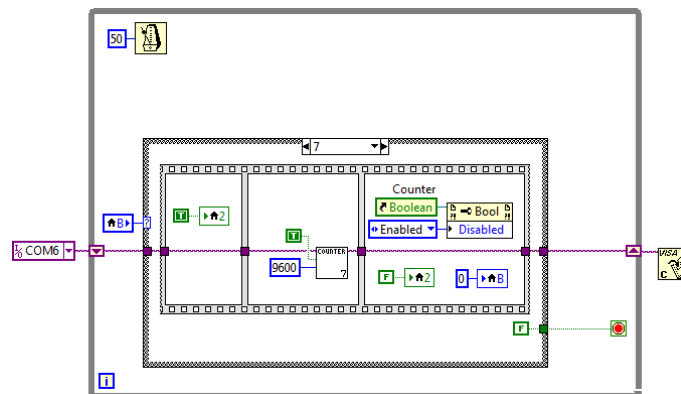 50
7
Counter
T 2
Boolean
Bool
B
?
Enabled
Disabled
T
I/O COM6
COUNTER
7
9600
VISA
C
F 2
0 B
F
i